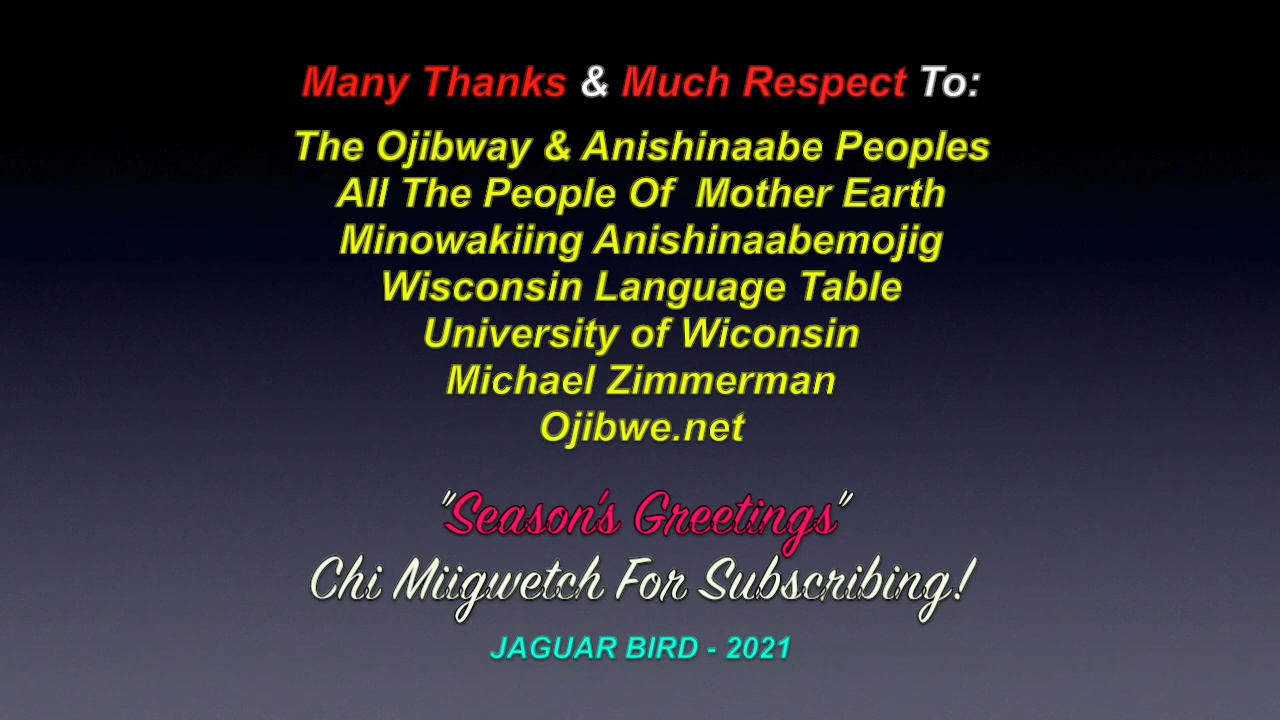 Many Thanks & Much Respect To:
The Ojibway & Anishinaabe Peoples
All The People Of  Mother Earth
Minowakiing Anishinaabemojig
Wisconsin Language Table
University of Wiconsin
Michael Zimmerman
Ojibwe.net
"Season's Greetings"
Chi Miigwetch For Subscribing!
JAGUAR BIRD - 2021